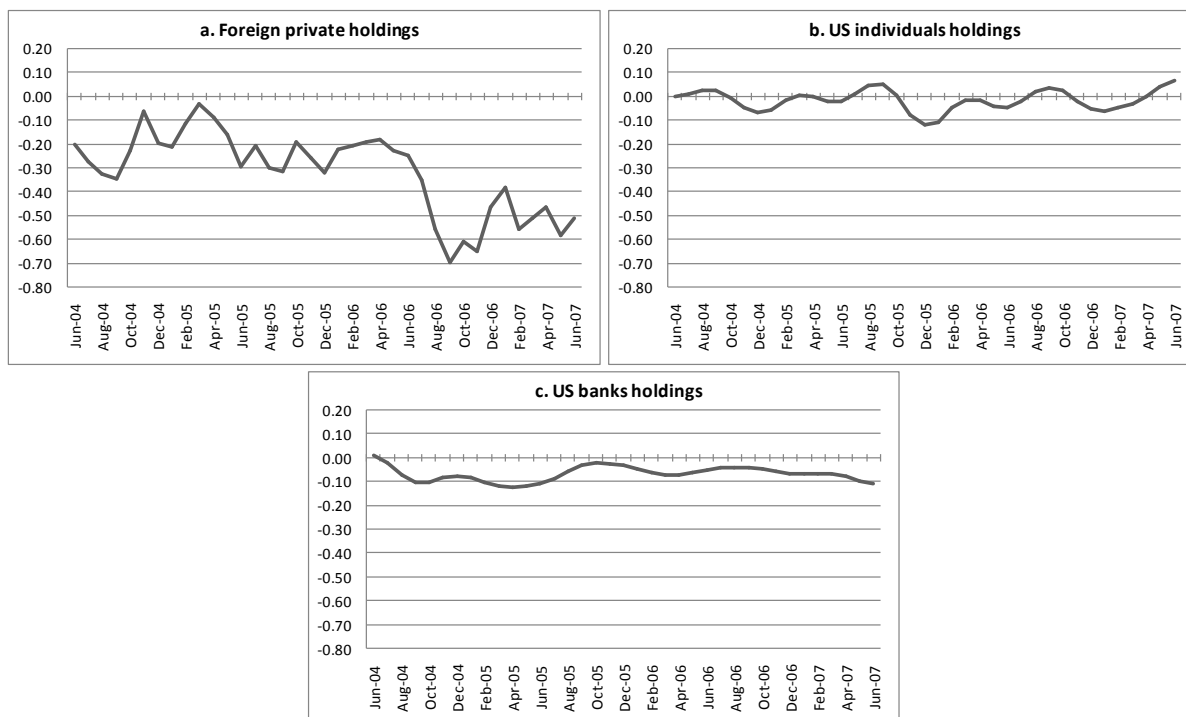 a. Foreign private holdings
0.20
0.10
0.00
-0.10
-0.20
-0.30
-0.40
-0.50
-0.60
-0.70
-0.80
Jun-04
Aug-04
Oct-04
Dec-04
Feb-05
Apr-05
Jun-05
Aug-05
Oct-05
Dec-05
Feb-06
Apr-06
Jun-06
Aug-06
Oct-06
Dec-06
Feb-07
Apr-07
Jun-07
b. US individuals holdings
0.20
0.10
0.00
-0.10
-0.20
-0.30
-0.40
-0.50
-0.60
-0.70
-0.80
Jun-04
Aug-04
Oct-04
Dec-04
Feb-05
Apr-05
Jun-05
Aug-05
Oct-05
Dec-05
Feb-06
Apr-06
Jun-06
Aug-06
Oct-06
Dec-06
Feb-07
Apr-07
Jun-07
c. US banks holdings
0.20
0.10
0.00
-0.10
-0.20
-0.30
-0.40
-0.50
-0.60
-0.70
-0.80
Jun-04
Aug-04
Oct-04
Dec-04
Feb-05
Apr-05
Jun-05
Aug-05
Oct-05
Dec-05
Feb-06
Apr-06
Jun-06
Aug-06
Oct-06
Dec-06
Feb-07
Apr-07
Jun-07